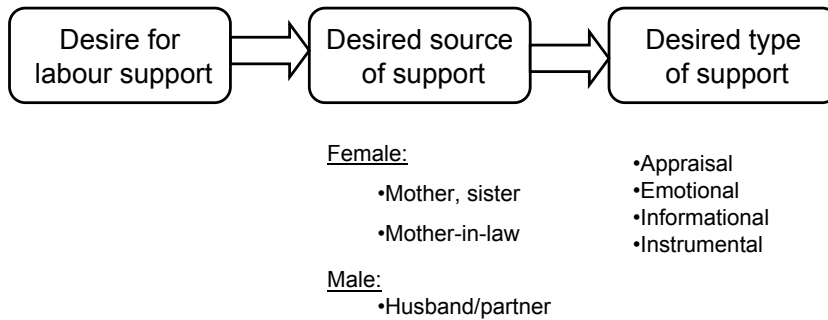 Desire for
labour support
Desired source
of support
Desired type
of support
Female:
•Mother, sister
•Mother-in-law
Male:
•Husband/partner
•Appraisal
•Emotional
•Informational
•Instrumental